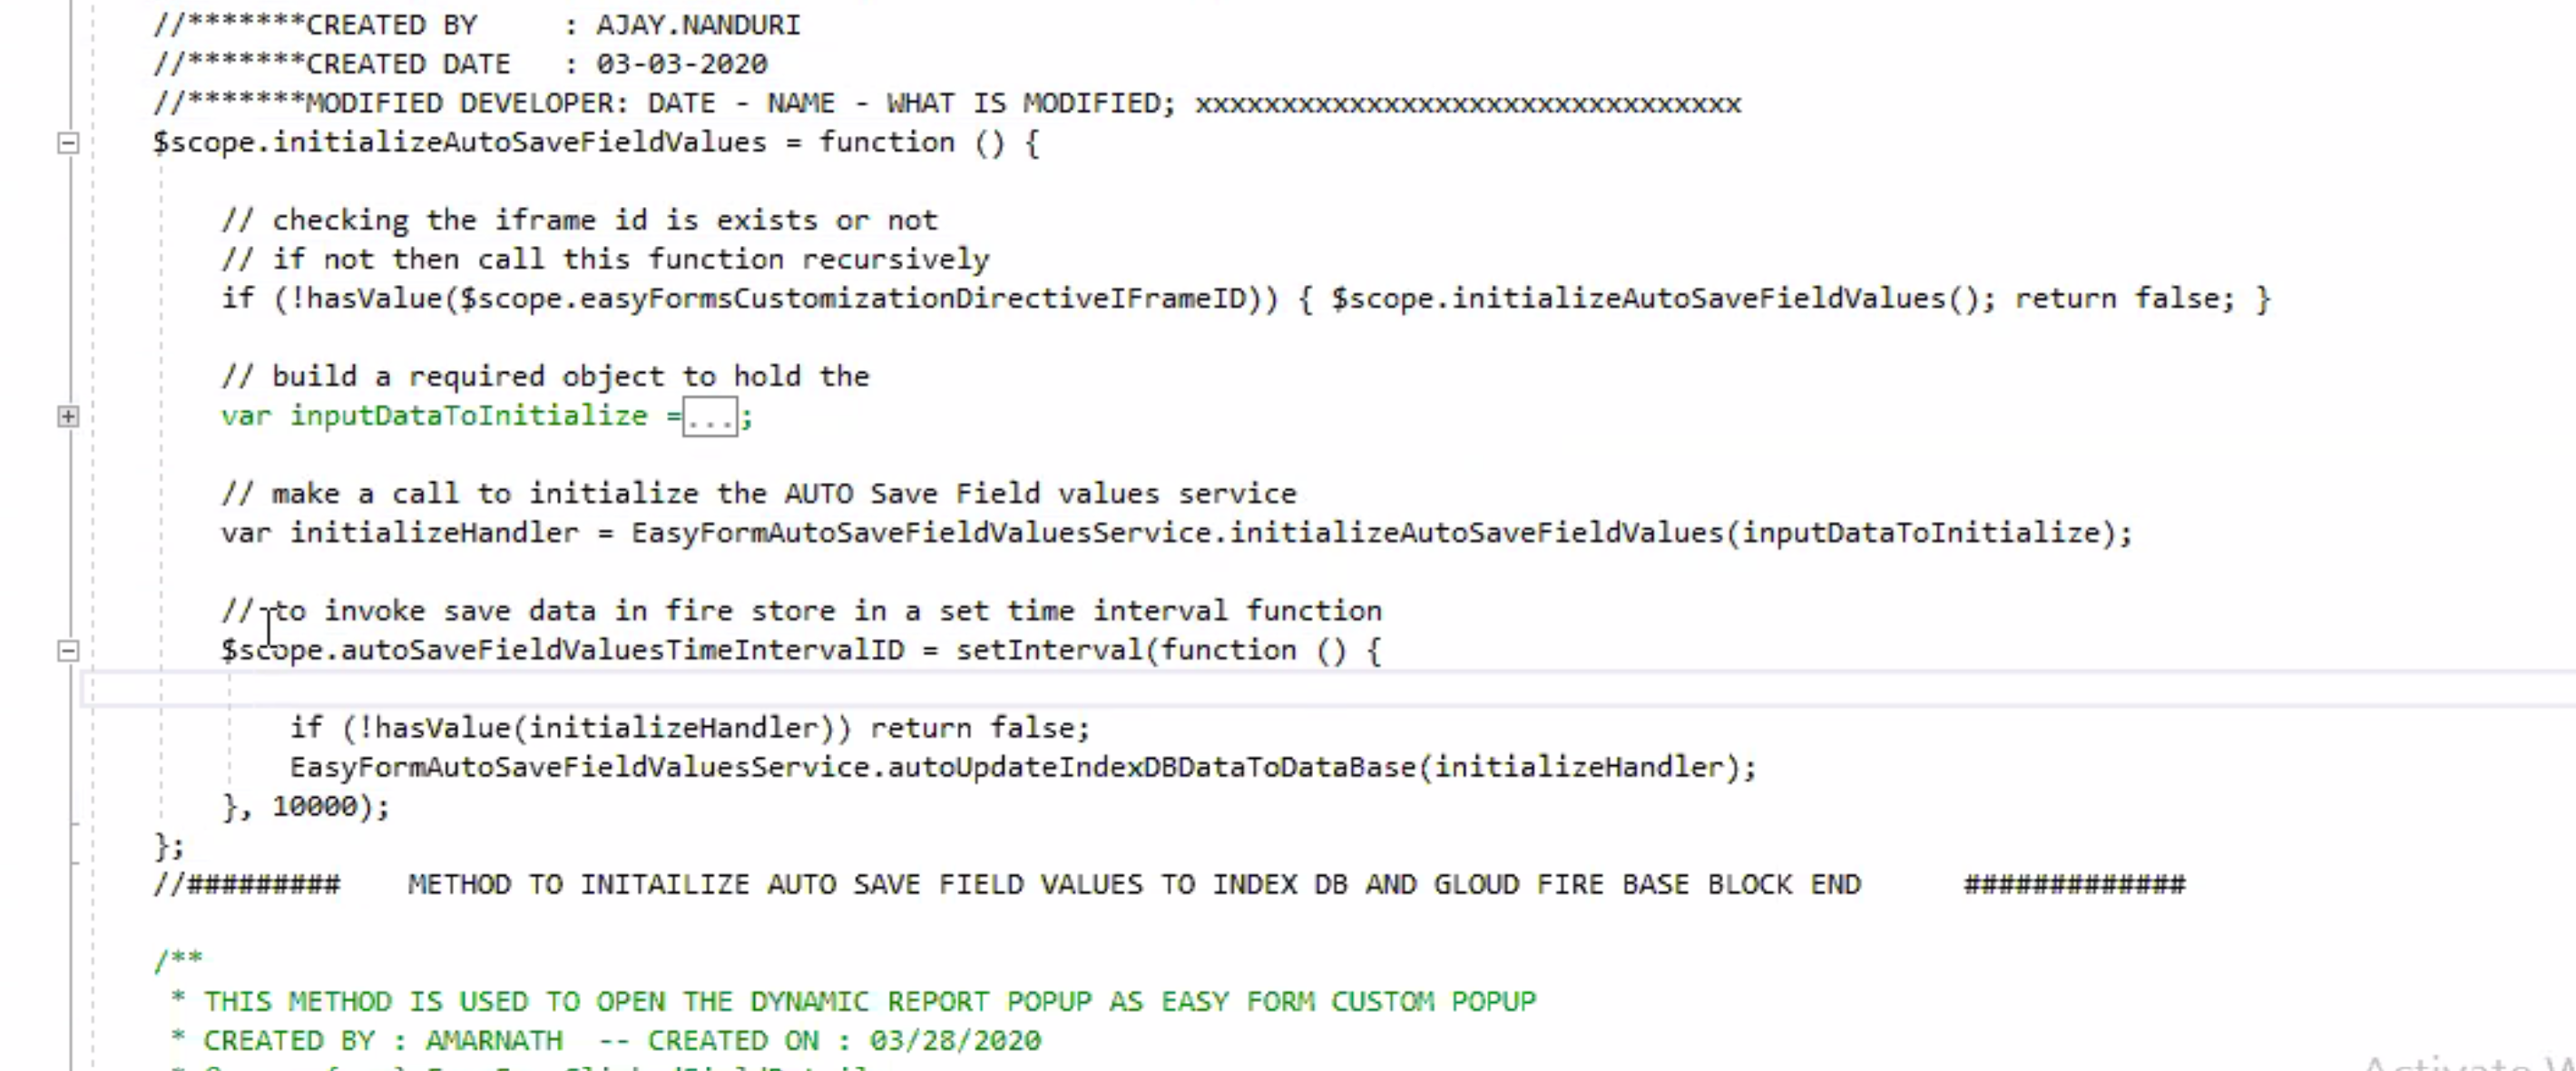 //*******CREATED BY     : AJAY.NANDURI
//*******CREATED DATE   : 03-03-2020
//*******MODIFIED DEVELOPER: DATE - NAME - WHAT IS MODIFIED; xxxxxxxxxxxxxxxxxxxxxxxxxxxxxxxx
$scope.initializeAutoSaveFieldValues = function () {
// checking the iframe id is exists or not
// if not then call this function recursively
if (!hasValue($scope.easyFormsCustomizationDirectiveIFrameID)) { $scope.initializeAutoSaveFieldValues(); return false; }
// build a required object to hold the
var inputDataToInitialize =...;
// make a call to initialize the AUTO Save Field values service
var initializeHandler = EasyFormAutoSaveFieldValuesService.initializeAutoSaveFieldValues(inputDataToInitialize);
// to invoke save data in fire store in a set time interval function
$scope.autoSaveFieldValuesTimeIntervalID = setInterval(function () {
if (!hasValue(initializeHandler)) return false;
EasyFormAutoSaveFieldValuesService.autoUpdateIndexDBDataToDataBase(initializeHandler);
}, 10000);
};
//#########    METHOD TO INITAILIZE AUTO SAVE FIELD VALUES TO INDEX DB AND GLOUD FIRE BASE BLOCK END      #############
/**
* THIS METHOD IS USED TO OPEN THE DYNAMIC REPORT POPUP AS EASY FORM CUSTOM POPUP
* CREATED BY : AMARNATH  -- CREATED ON : 03/28/2020